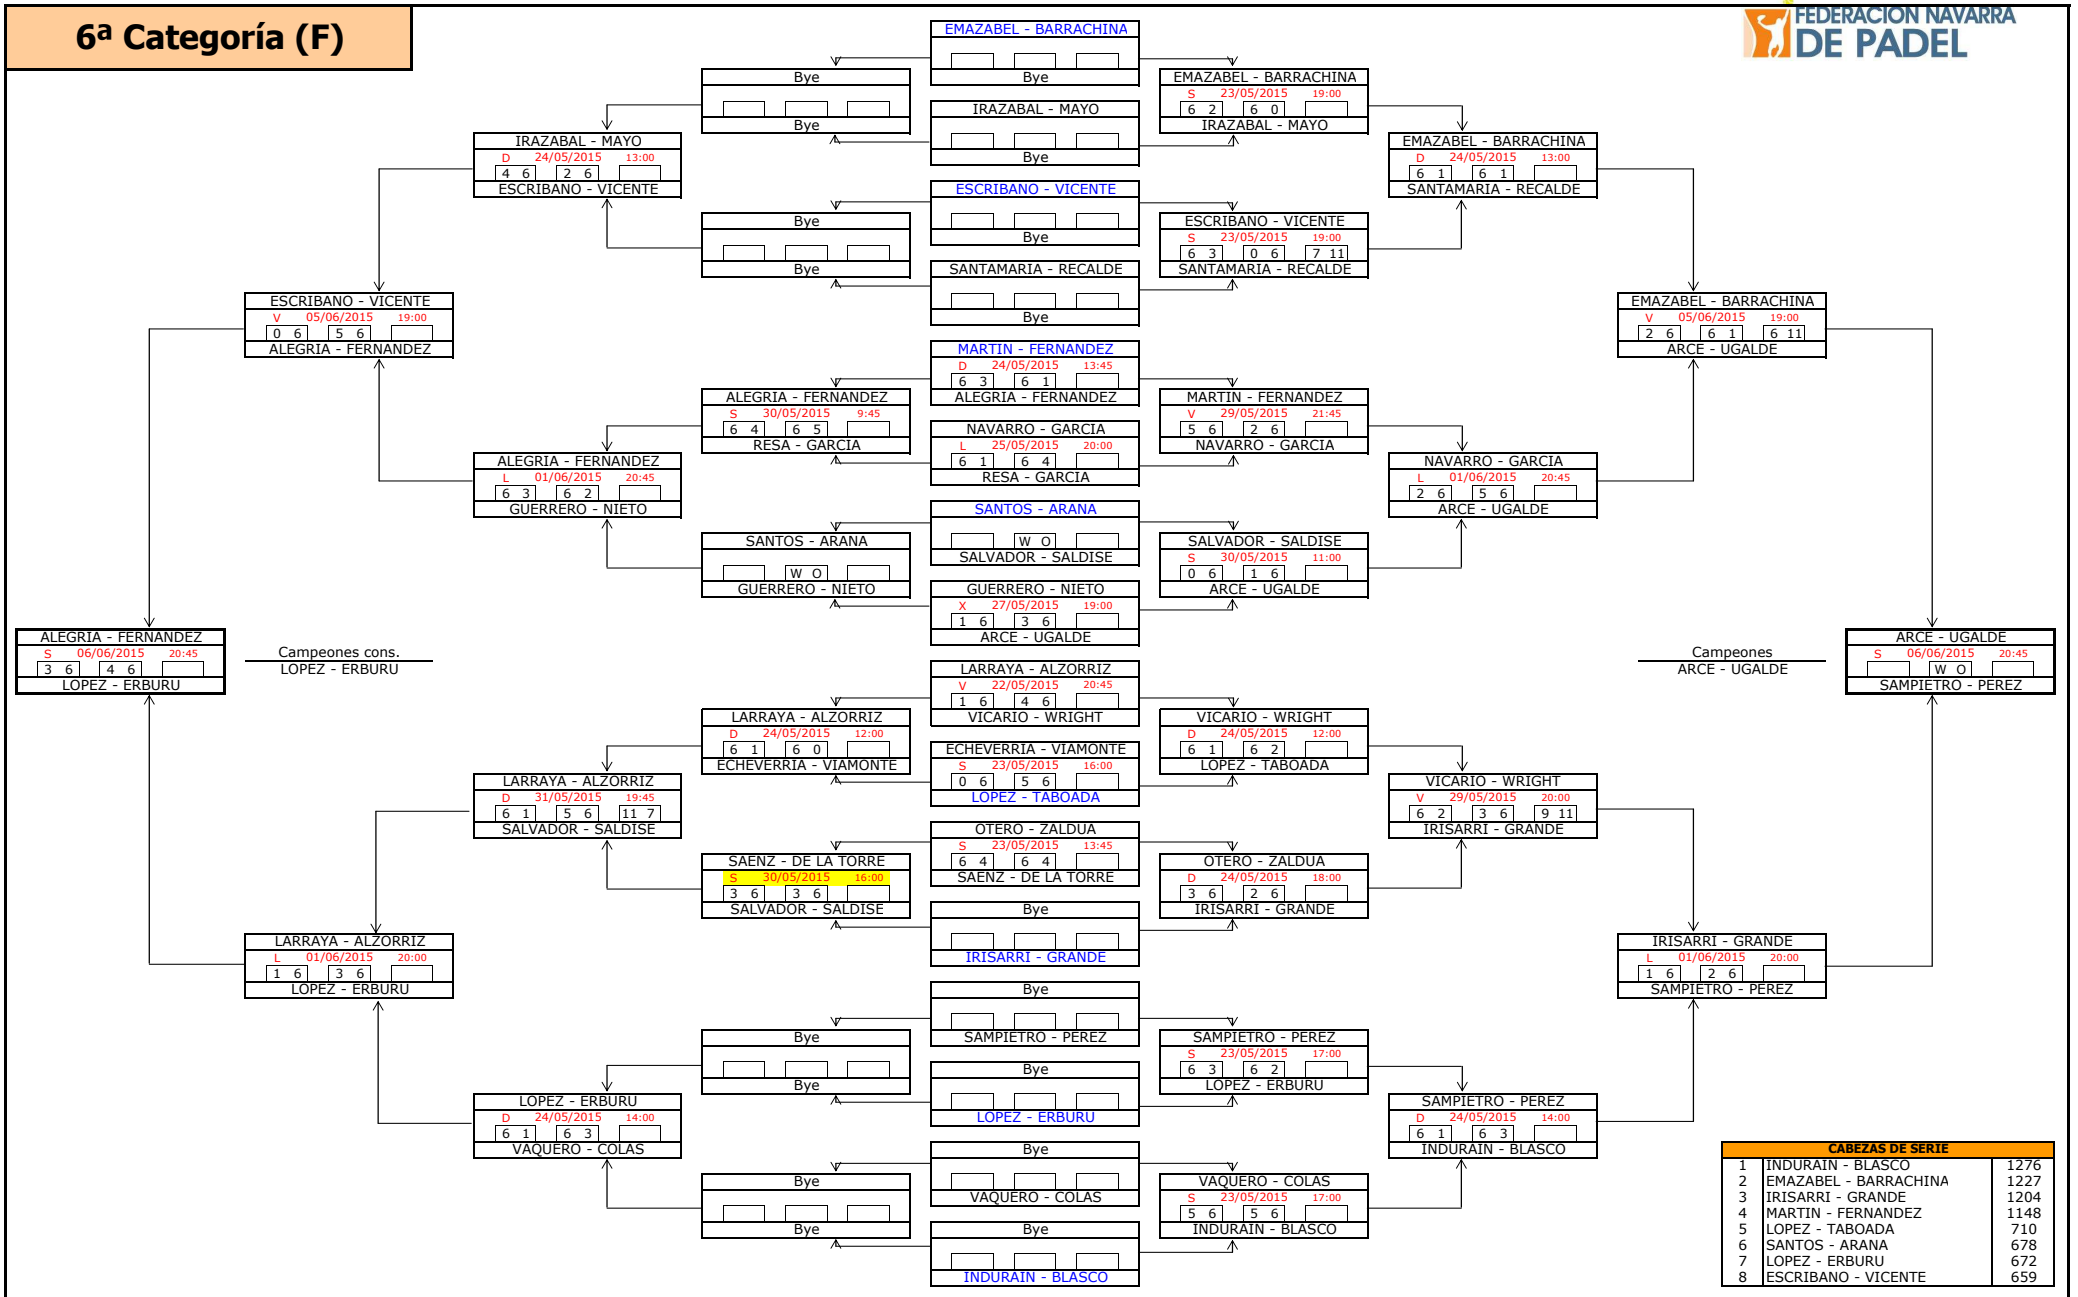 6ª Categoría (F)
FEDERACION NAVARRA
DE PADEL
ALEGRIA - FERNANDEZ
S 06/06/2015 20:45
3 6 4 6
LOPEZ - ERBURU
Campeones cons.
LOPEZ - ERBURU
ESCRIBANO - VICENTE
V 05/06/2015 19:00
0 6 5 6
ALEGRIA - FERNANDEZ
LARRAYA - ALZORRIZ
L 01/06/2015 20:00
1 6 3 6
LOPEZ - ERBURU
IRAZABAL - MAYO
D 24/05/2015 13:00
4 6 2 6
ESCRIBANO - VICENTE
ALEGRIA - FERNANDEZ
L 01/06/2015 20:45
6 3 6 2
GUERRERO - NIETO
LARRAYA - ALZORRIZ
D 31/05/2015 19:45
6 1 5 6 11 7
SALVADOR - SALDISE
LOPEZ - ERBURU
D 24/05/2015 14:00
6 1 6 3
VAQUERO - COLAS
Bye
Bye
Bye
Bye
ALEGRIA - FERNANDEZ
S 30/05/2015 9:45
6 4 6 5
RESA - GARCIA
SANTOS - ARANA
W O
GUERRERO - NIETO
LARRAYA - ALZORRIZ
D 24/05/2015 12:00
6 1 6 0
ECHEVERRIA - VIAMONTE
SAENZ - DE LA TORRE
S 30/05/2015 16:00
3 6 3 6
SALVADOR - SALDISE
Bye
Bye
Bye
Bye
EMAZABEL - BARRACHINA
Bye
IRAZABAL - MAYO
Bye
ESCRIBANO - VICENTE
Bye
SANTAMARIA - RECALDE
Bye
MARTIN - FERNANDEZ
D 24/05/2015 13:45
6 3 6 1
ALEGRIA - FERNANDEZ
NAVARRO - GARCIA
L 25/05/2015 20:00
6 1 6 4
RESA - GARCIA
SANTOS - ARANA
W O
SALVADOR - SALDISE
GUERRERO - NIETO
X 27/05/2015 19:00
1 6 3 6
ARCE - UGALDE
LARRAYA - ALZORRIZ
V 22/05/2015 20:45
1 6 4 6
VICARIO - WRIGHT
ECHEVERRIA - VIAMONTE
S 23/05/2015 16:00
0 6 5 6
LOPEZ - TABOADA
OTERO - ZALDUA
S 23/05/2015 13:45
6 4 6 4
SAENZ - DE LA TORRE
Bye
IRISARRI - GRANDE
Bye
SAMPIETRO - PEREZ
Bye
LOPEZ - ERBURU
Bye
VAQUERO - COLAS
Bye
INDURAIN - BLASCO
EMAZABEL - BARRACHINA
S 23/05/2015 19:00
6 2 6 0
IRAZABAL - MAYO
ESCRIBANO - VICENTE
S 23/05/2015 19:00
6 3 0 6 7 11
SANTAMARIA - RECALDE
MARTIN - FERNANDEZ
V 29/05/2015 21:45
5 6 2 6
NAVARRO - GARCIA
SALVADOR - SALDISE
S 30/05/2015 11:00
0 6 1 6
ARCE - UGALDE
VICARIO - WRIGHT
D 24/05/2015 12:00
6 1 6 2
LOPEZ - TABOADA
OTERO - ZALDUA
D 24/05/2015 18:00
3 6 2 6
IRISARRI - GRANDE
SAMPIETRO - PEREZ
S 23/05/2015 17:00
6 3 6 2
LOPEZ - ERBURU
VAQUERO - COLAS
S 23/05/2015 17:00
5 6 5 6
INDURAIN - BLASCO
EMAZABEL - BARRACHINA
D 24/05/2015 13:00
6 1 6 1
SANTAMARIA - RECALDE
NAVARRO - GARCIA
L 01/06/2015 20:45
2 6 5 6
ARCE - UGALDE
VICARIO - WRIGHT
V 29/05/2015 20:00
6 2 3 6 9 11
IRISARRI - GRANDE
SAMPIETRO - PEREZ
D 24/05/2015 14:00
6 1 6 3
INDURAIN - BLASCO
EMAZABEL - BARRACHINA
V 05/06/2015 19:00
2 6 6 1 6 11
ARCE - UGALDE
IRISARRI - GRANDE
L 01/06/2015 20:00
1 6 2 6
SAMPIETRO - PEREZ
Campeones
ARCE - UGALDE
ARCE - UGALDE
S 06/06/2015 20:45
W O
SAMPIETRO - PEREZ
CABEZAS DE SERIE
1 INDURAIN - BLASCO 1276
2 EMAZABEL - BARRACHINA 1227
3 IRISARRI - GRANDE 1204
4 MARTIN - FERNANDEZ 1148
5 LOPEZ - TABOADA 710
6 SANTOS - ARANA 678
7 LOPEZ - ERBURU 672
8 ESCRIBANO - VICENTE 659